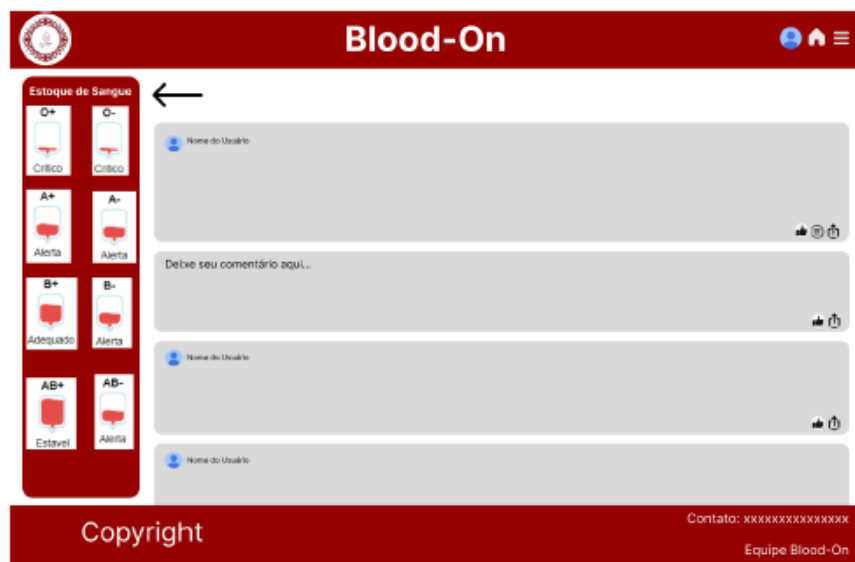 Blood-On
Estoque de Sangue
O+ O-
Crítico Crítico
A+ A-
Alerta Alerta
B+ B-
Adequado Alerta
AB+ AB-
Estavel Alerta
Nome do Usuário
Deixe seu comentário aqui...
Nome do Usuário
Nome do Usuário
Copyright
Contato: xxxxxxxxxxxxxxx
Equipe Blood-On